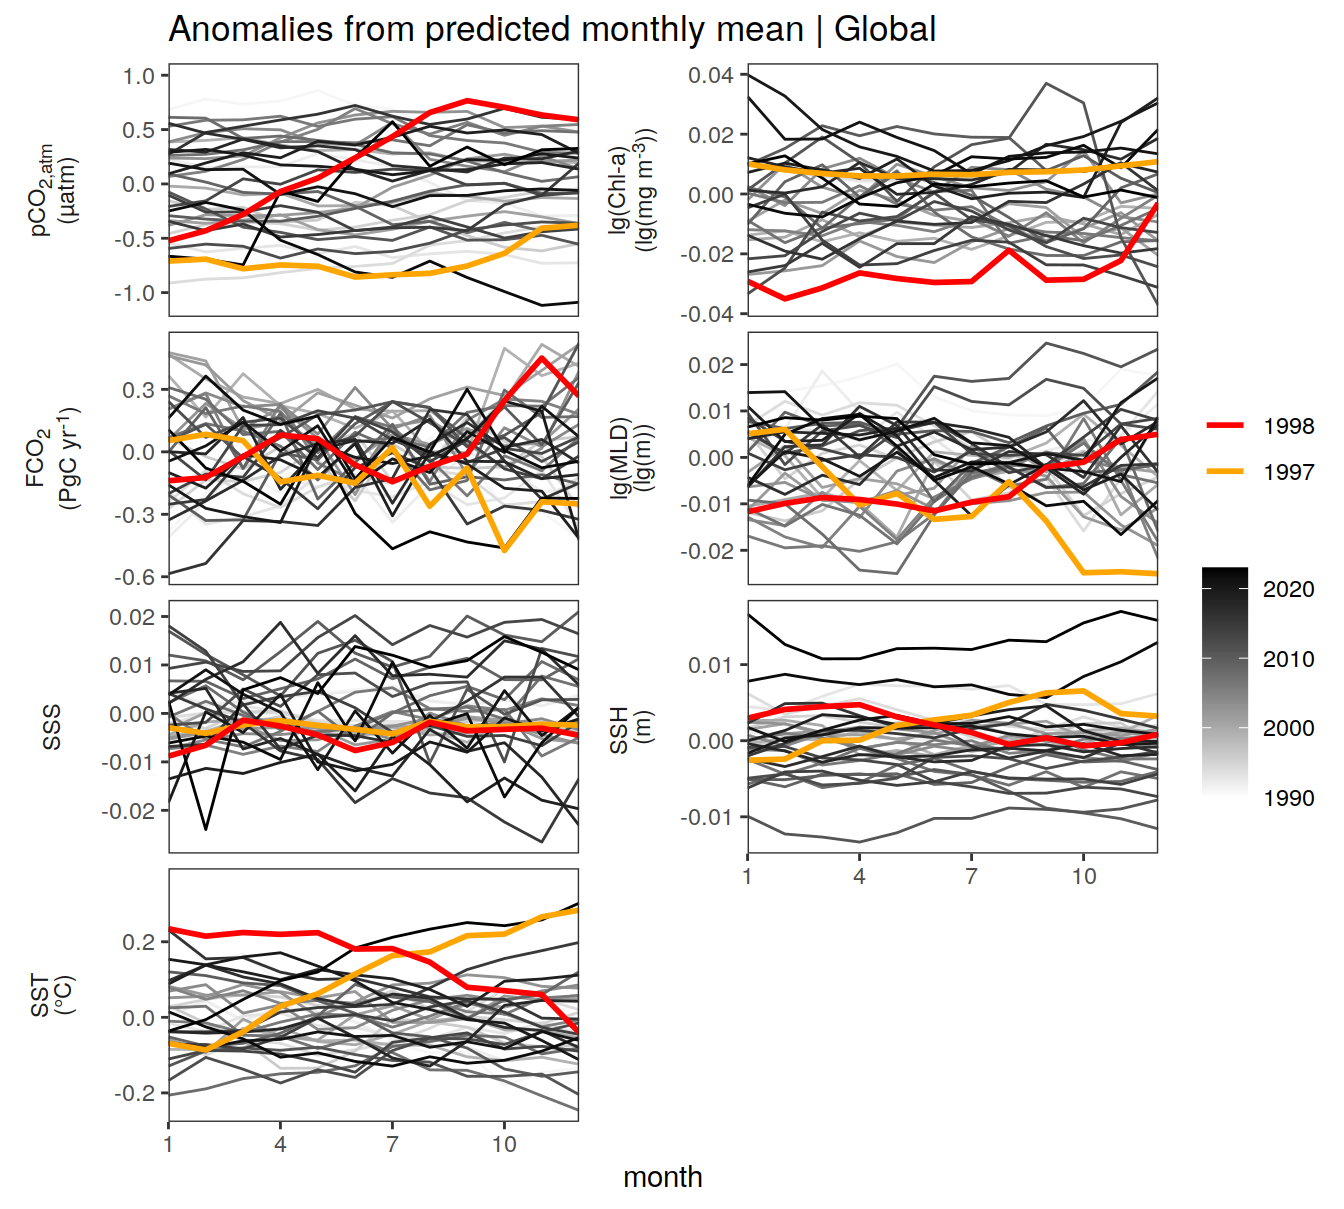 Anomalies from predicted monthly mean | Global
pCO2,atm
(µatm)
1.0
0.5
0.0
-0.5
-1.0
lg(Chl-a)
(lg(mg m-3))
0.04
0.02
0.00
-0.02
-0.04
FCO2
(PgC yr-1)
0.3
0.0
-0.3
-0.6
lg(MLD)
(lg(m))
0.02
0.01
0.00
-0.01
-0.02
SSS
0.02
0.01
0.00
-0.01
-0.02
SSH
(m)
0.01
0.00
-0.01
1 4 7 10
SST
(°C)
0.2
0.0
-0.2
1 4 7 10
month
1998
1997
2020
2010
2000
1990